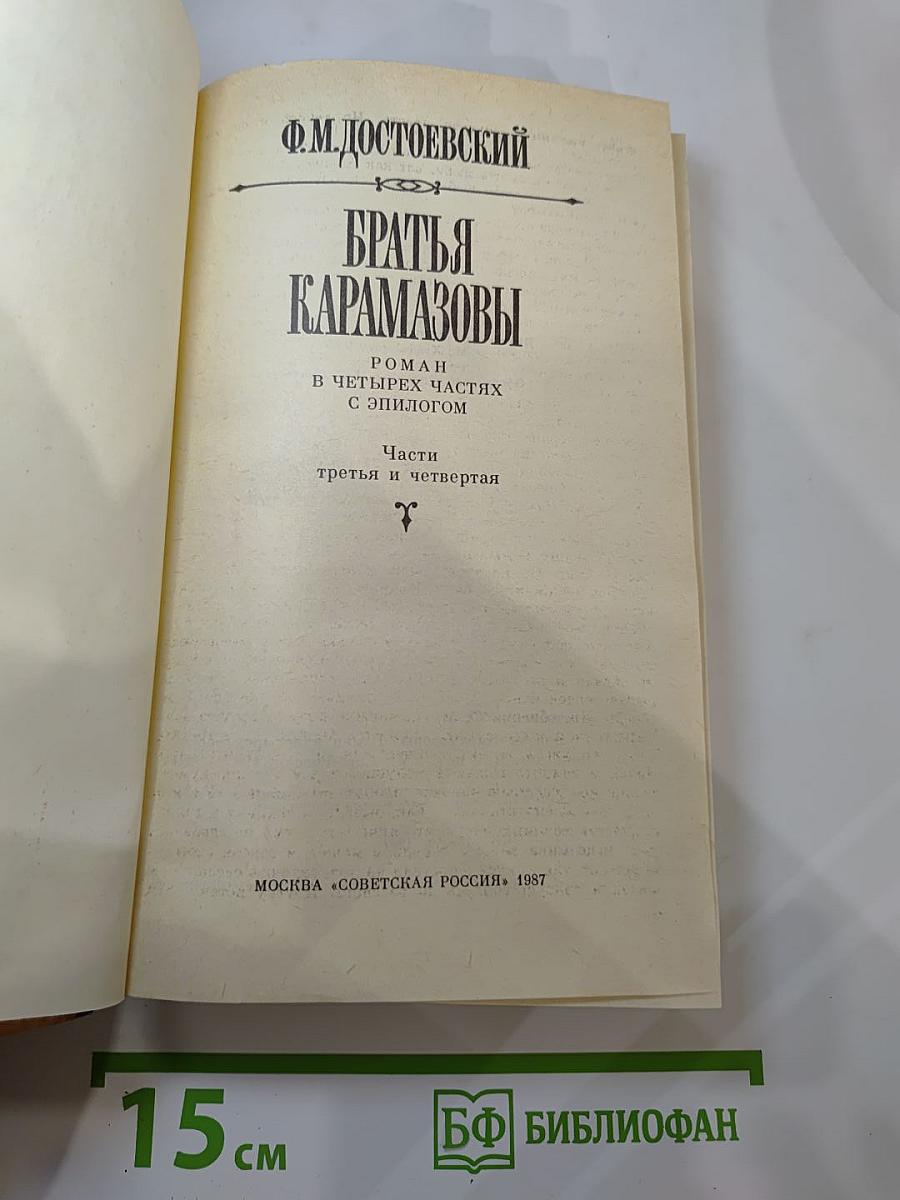 Ф.М.ДОСТОЕВСКИЙ
БРАТЬЯ
КАРАМАЗОВЫ
РОМАН
В ЧЕТЫРЕХ ЧАСТЯХ
С ЭПИЛОГОМ
Части
третья и четвертая
МОСКВА «СОВЕТСКАЯ РОССИЯ» 1987
15 см
БФ БИБЛИОФАН